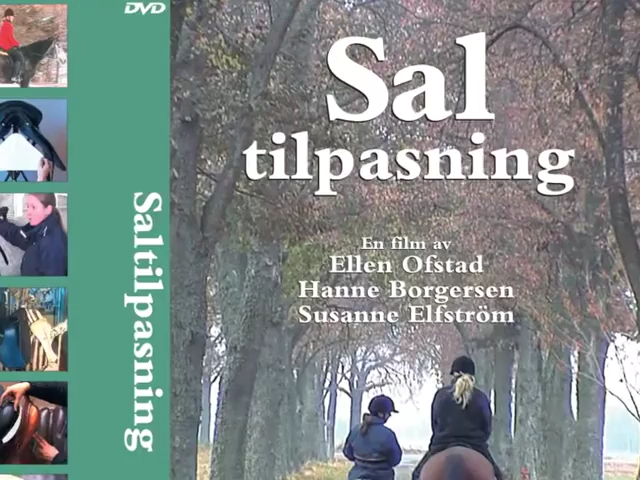 DVD
Saltilpasning
Sal
tilpasning
En film av
Ellen Ofstad
Hanne Borgersen
Susanne Elfström